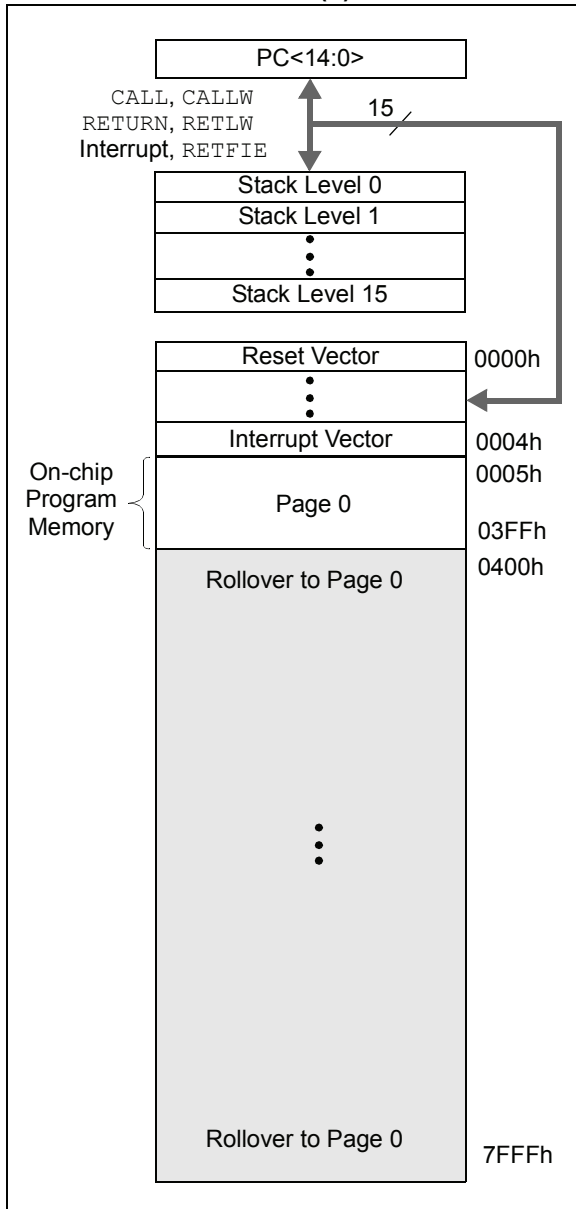 PC<14:0>
CALL, CALLW
RETURN, RETLW
Interrupt, RETFIE
15
Stack Level 0
Stack Level 1
Stack Level 15
Reset Vector
0000h
Interrupt Vector
0004h
On-chip
Program
Memory
Page 0
0005h
03FFh
Rollover to Page 0
0400h
Rollover to Page 0
7FFFh